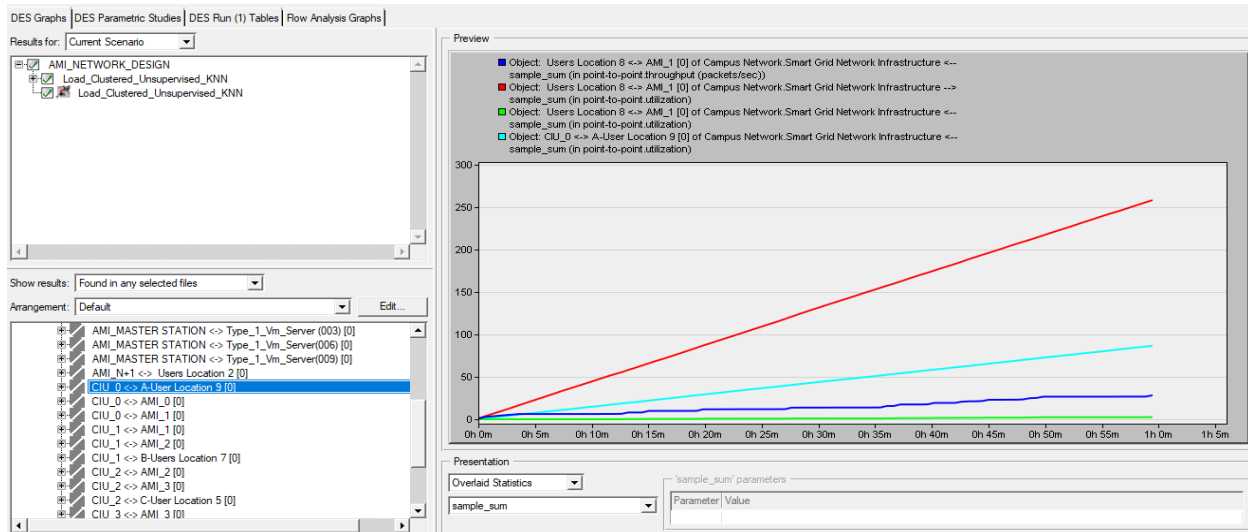 DES Graphs DES Parametric Studies DES Run (1) Tables Flow Analysis Graphs
Results for: Current Scenario
AMI_NETWORK_DESIGN
Load_Clustered_Unsupervised_KNN
Load_Clustered_Unsupervised_KNN
Show results: Found in any selected files
Arrangement: Default Edit...
AMI_MASTER STATION <-> Type_1_Vm_Server (003) [0]
AMI_MASTER STATION <-> Type_1_Vm_Server(006) [0]
AMI_MASTER STATION <-> Type_1_Vm_Server(009) [0]
AMI_N+1 <-> Users Location 2 [0]
CIU_0 <-> A-User Location 9 [0]
CIU_0 <-> AMI_0 [0]
CIU_0 <-> AMI_1 [0]
CIU_1 <-> AMI_1 [0]
CIU_1 <-> AMI_2 [0]
CIU_1 <-> B-Users Location 7 [0]
CIU_2 <-> AMI_2 [0]
CIU_2 <-> AMI_3 [0]
CIU_2 <-> C-User Location 5 [0]
CIU_3 <-> AMI_3 [0]
Preview
Object: Users Location 8 <-> AMI_1 [0] of Campus Network.Smart Grid Network Infrastructure <--
sample_sum (in point-to-point.throughput (packets/sec))
Object: Users Location 8 <-> AMI_1 [0] of Campus Network.Smart Grid Network Infrastructure -->
sample_sum (in point-to-point.utilization)
Object: Users Location 8 <-> AMI_1 [0] of Campus Network.Smart Grid Network Infrastructure <--
sample_sum (in point-to-point.utilization)
Object: CIU_0 <-> A-User Location 9 [0] of Campus Network.Smart Grid Network Infrastructure <--
sample_sum (in point-to-point.utilization)
300
250
200
150
100
50
0
0h 0m 0h 5m 0h 10m 0h 15m 0h 20m 0h 25m 0h 30m 0h 35m 0h 40m 0h 45m 0h 50m 0h 55m 1h 0m 1h 5m
Presentation
Overlaid Statistics
sample_sum
'sample_sum' parameters
Parameter Value